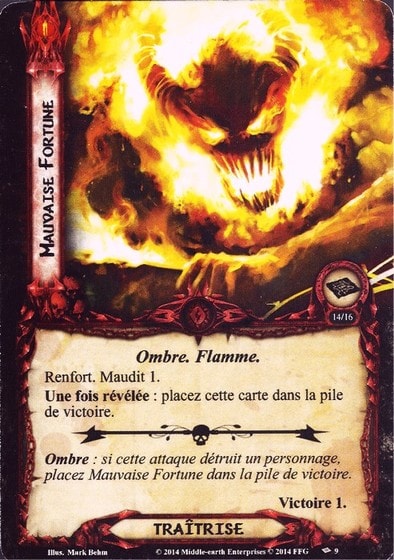 Mauvaise Fortune
14/16
Ombre. Flamme.
Renfort. Maudit 1.
Une fois révélée : placez cette carte dans la pile
de victoire.
Ombre : si cette attaque détruit un personnage,
placez Mauvaise Fortune dans la pile de victoire.
Victoire 1.
TRAÎTRISE
Illus. Mark Behm
© 2014 Middle-earth Enterprises © 2014 FFG
9